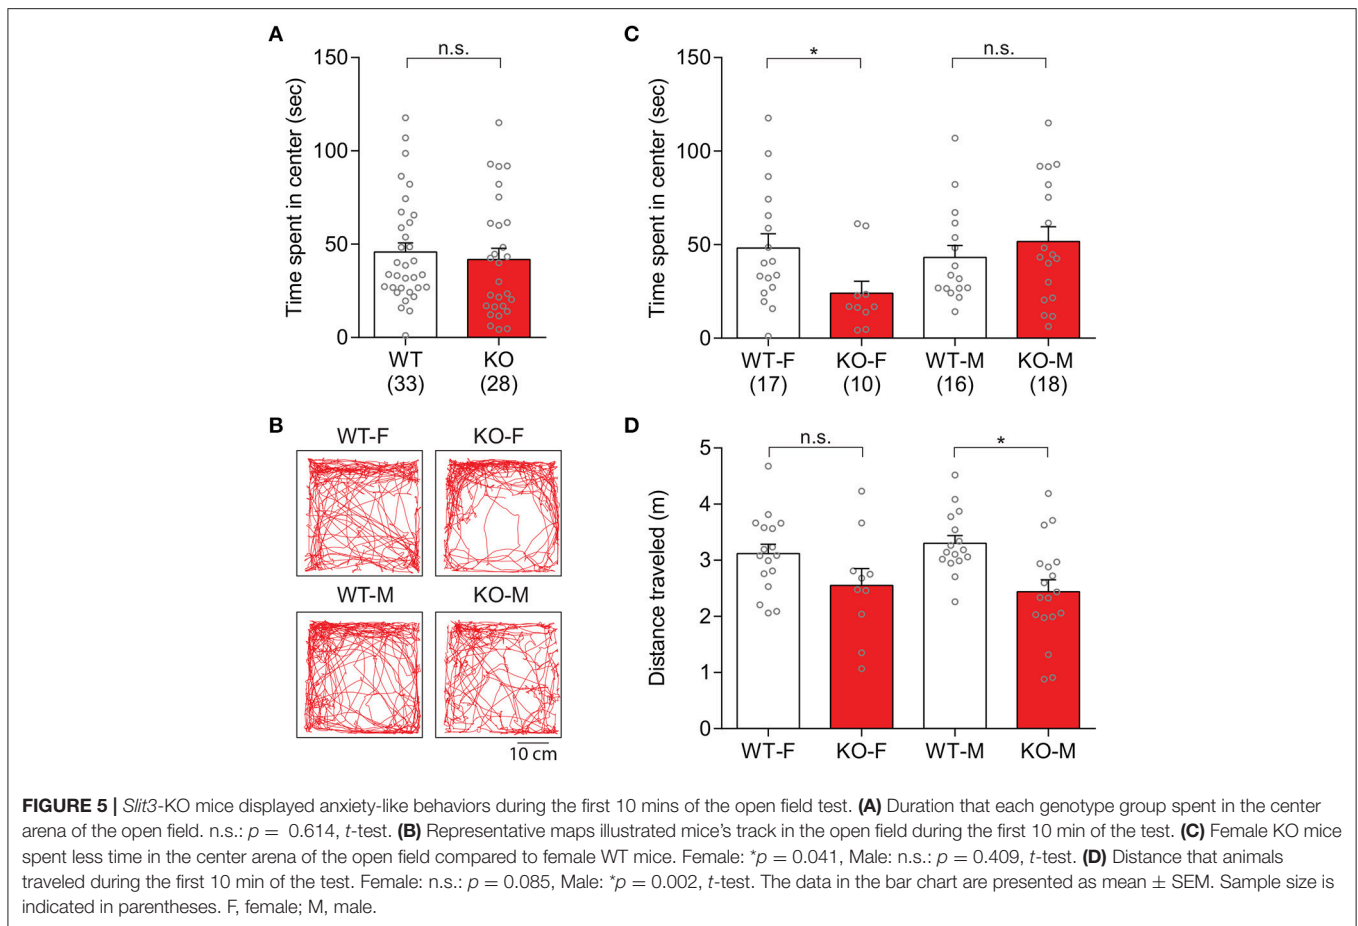 A
n.s.
150
100
50
0
Time spent in center (sec)
WT
KO
(33)
(28)
C
*
n.s.
150
100
50
0
Time spent in center (sec)
WT-F
KO-F
WT-M
KO-M
(17)
(10)
(16)
(18)
B
WT-F
KO-F
WT-M
KO-M
10 cm
D
n.s.
*
5
4
3
2
1
0
Distance traveled (m)
WT-F
KO-F
WT-M
KO-M
FIGURE 5 | Slit3-KO mice displayed anxiety-like behaviors during the first 10 mins of the open field test. (A) Duration that each genotype group spent in the center
arena of the open field. n.s.: p = 0.614, t-test. (B) Representative maps illustrated mice's track in the open field during the first 10 min of the test. (C) Female KO mice
spent less time in the center arena of the open field compared to female WT mice. Female: *p = 0.041, Male: n.s.: p = 0.409, t-test. (D) Distance that animals
traveled during the first 10 min of the test. Female: n.s.: p = 0.085, Male: *p = 0.002, t-test. The data in the bar chart are presented as mean ± SEM. Sample size is
indicated in parentheses. F, female; M, male.